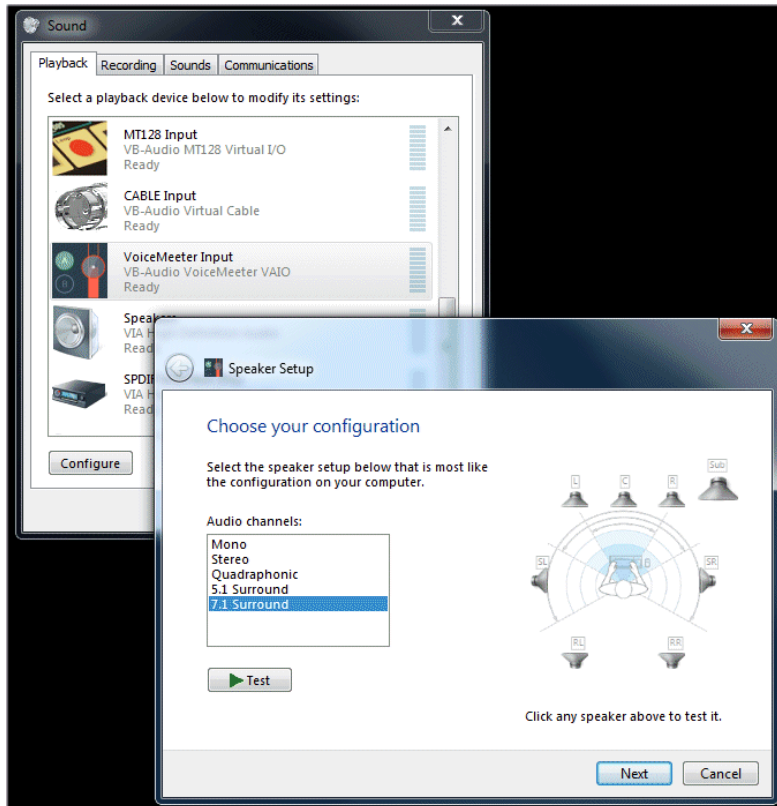 Sound
Playback Recording Sounds Communications
Select a playback device below to modify its settings:
MT128 Input
VB-Audio MT128 Virtual I/O
Ready
CABLE Input
VB-Audio Virtual Cable
Ready
VoiceMeeter Input
VB-Audio VoiceMeeter VAIO
Ready
VIA
SPDIF
VIA
Configure
Speaker Setup
Choose your configuration
Select the speaker setup below that is most like
the configuration on your computer.
Audio channels:
Mono
Stereo
Quadraphonic
5.1 Surround
7.1 Surround
Test
L C R Sub
SL SR
RL RR
Click any speaker above to test it.
Next Cancel